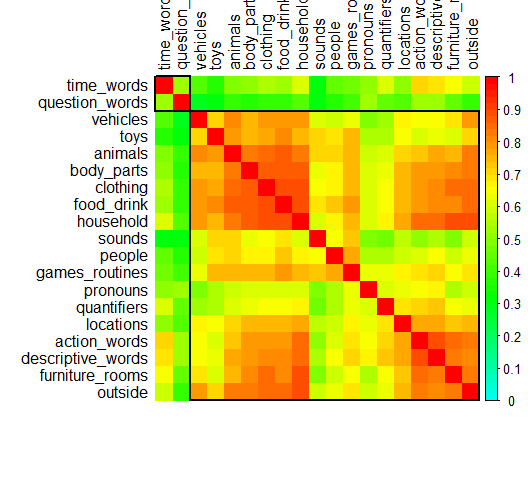 time_word
question_
vehicles
toys
animals
body_part
clothing
food_drink
household
sounds
people
games_ro
pronouns
quantifiers
locations
action_wo
descriptive
furniture_r
outside
time_words
question_words
vehicles
toys
animals
body_parts
clothing
food_drink
household
sounds
people
games_routines
pronouns
quantifiers
locations
action_words
descriptive_words
furniture_rooms
outside
1
0.9
0.8
0.7
0.6
0.5
0.4
0.3
0.2
0.1
0